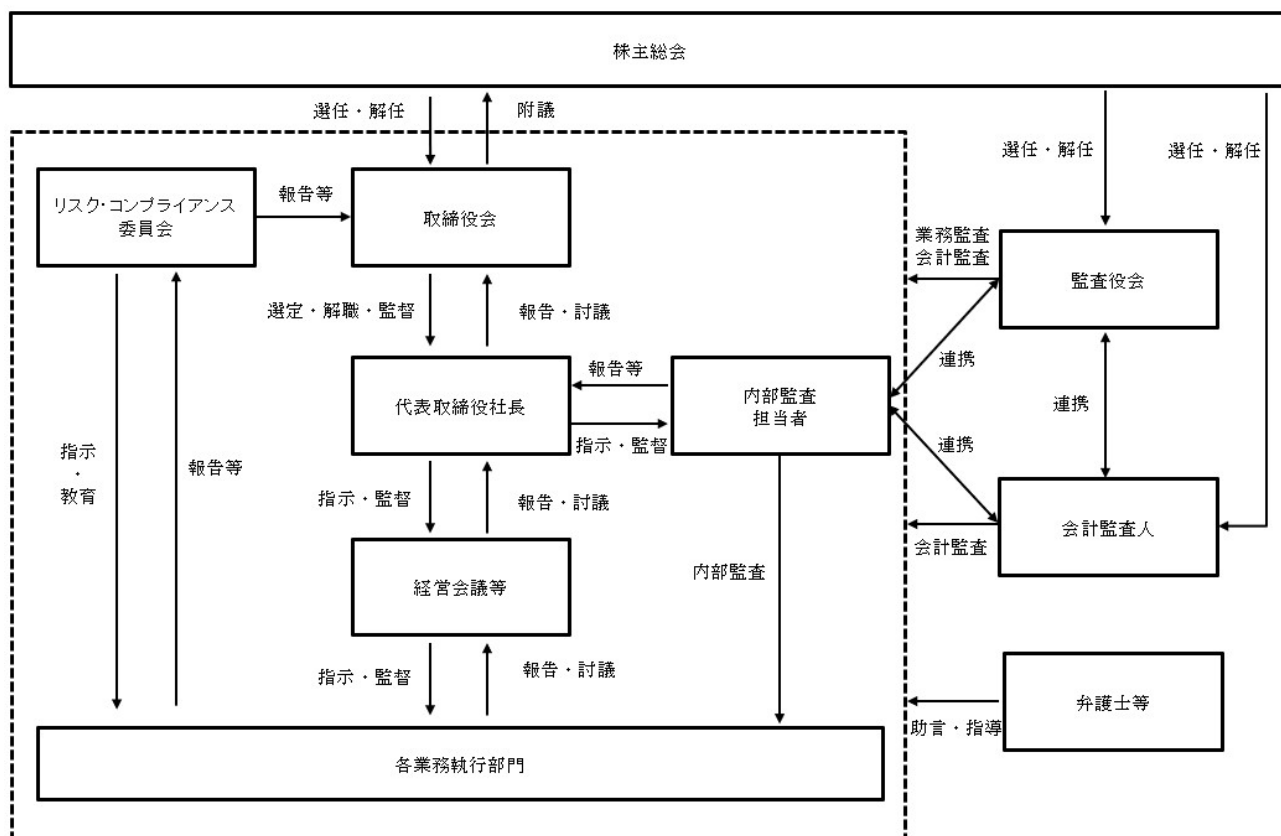 株主総会
選任・解任
附議
選任・解任
選任・解任
リスク・コンプライアンス
委員会
報告等
取締役会
業務監査
会計監査
監査役会
選定・解職・監督
報告・討議
連携
代表取締役社長
報告等
指示・監督
内部監査
担当者
連携
連携
指示
・
教育
報告等
指示・監督
報告・討議
経営会議等
内部監査
会計監査
会計監査人
指示・監督
報告・討議
助言・指導
弁護士等
各業務執行部門